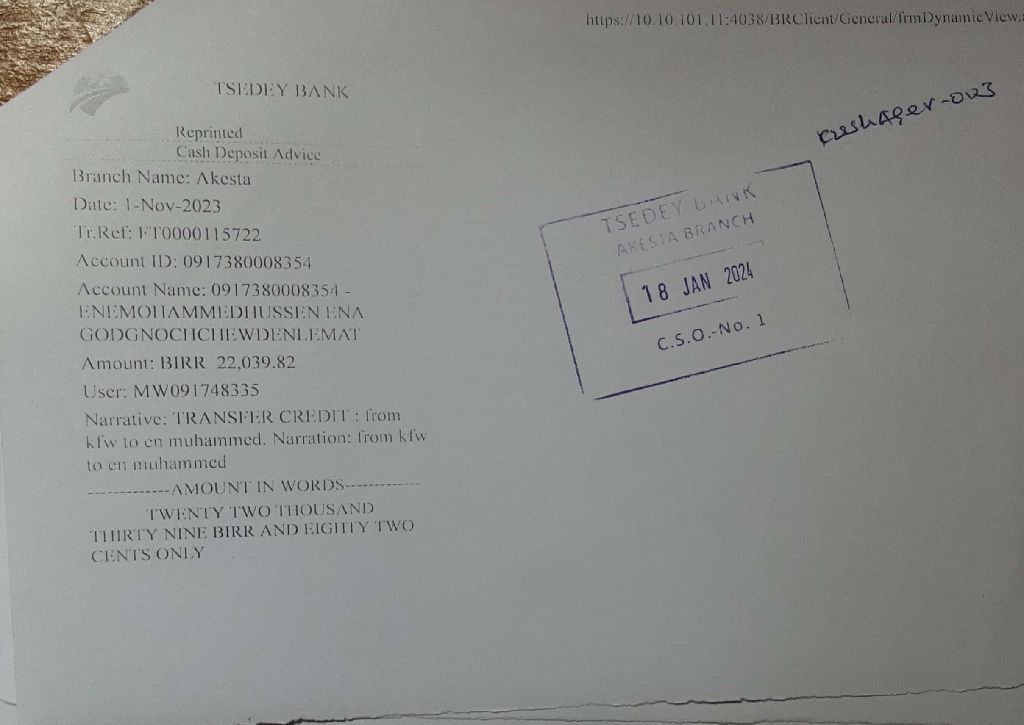 https://10.10.101.11:4038/BRClient/General/frmDynamicView.
TSEDEY BANK
Reprinted
Cash Deposit Advice
Branch Name: Akesta
Date: 1-Nov-2023
Tr.Ref: FT0000115722
Account ID: 0917380008354
Account Name: 0917380008354 -
ENEMOHAMMEDHUSSEN ENA
GODGNOCHCHEWDENLEMAT
Amount: BIRR 22,039.82
User: MW091748335
Narrative: TRANSFER CREDIT : from
kfw to en muhammed. Narration: from kfw
to en muhammed
-------------AMOUNT IN WORDS------------
TWENTY TWO THOUSAND
THIRTY NINE BIRR AND EIGHTY TWO
CENTS ONLY
TSEDEY BANK
AKESTA BRANCH
18 JAN 2024
C.S.O.-No. 1